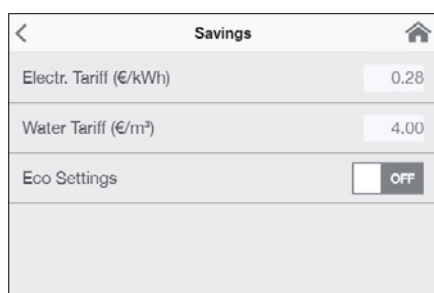 Savings
Electr. Tariff (€/kWh) 0.28
Water Tariff (€/m³) 4.00
Eco Settings OFF